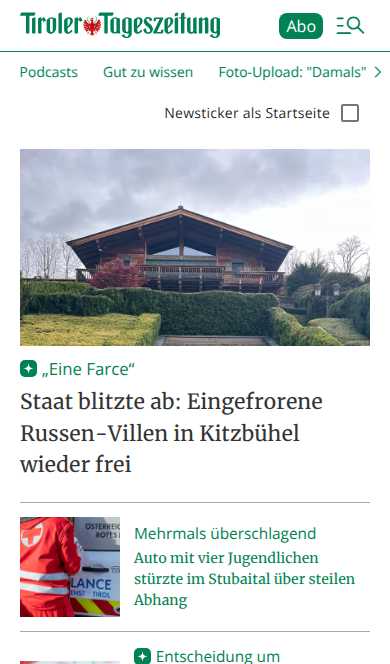 Tiroler Tageszeitung
Abo
Podcasts Gut zu wissen Foto-Upload: "Damals"
Newsticker als Startseite
„Eine Farce“
Staat blitzte ab: Eingefrorene
Russen-Villen in Kitzbühel
wieder frei
ÖSTERREIC
ROTES
LANCE
ENST TIROL
Mehrmals überschlagend
Auto mit vier Jugendlichen
stürzte im Stubaital über steilen
Abhang
Entscheidung um